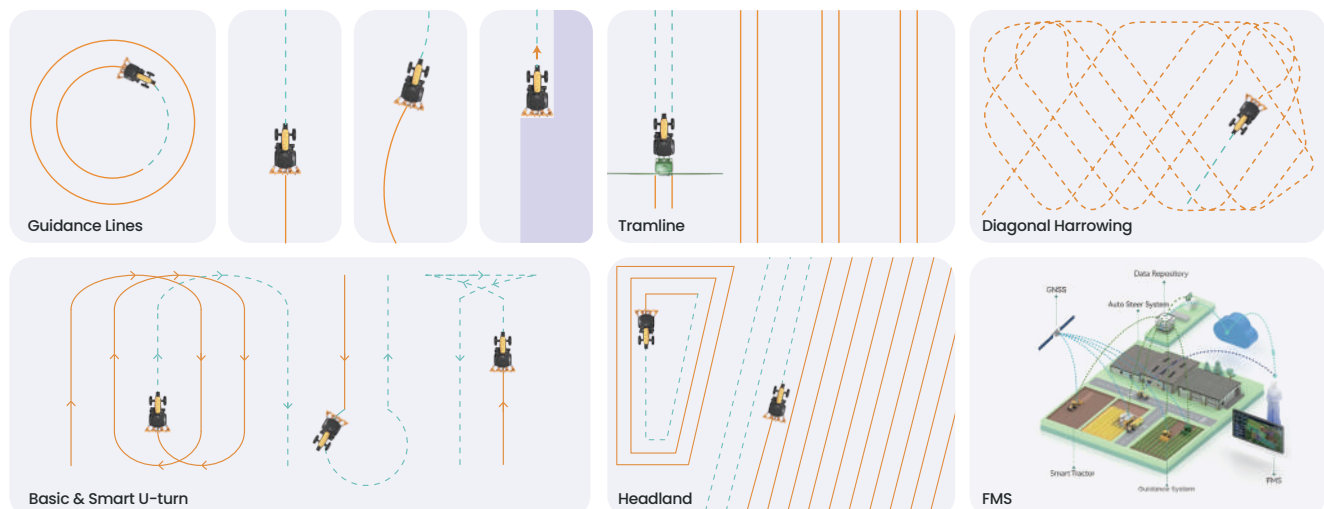 Guidance Lines
Tramline
Diagonal Harrowing
Basic & Smart U-turn
Headland
Data Repository
GNSS
Auto Steer System
Smart Tractor
Guidance System
FMS
FMS